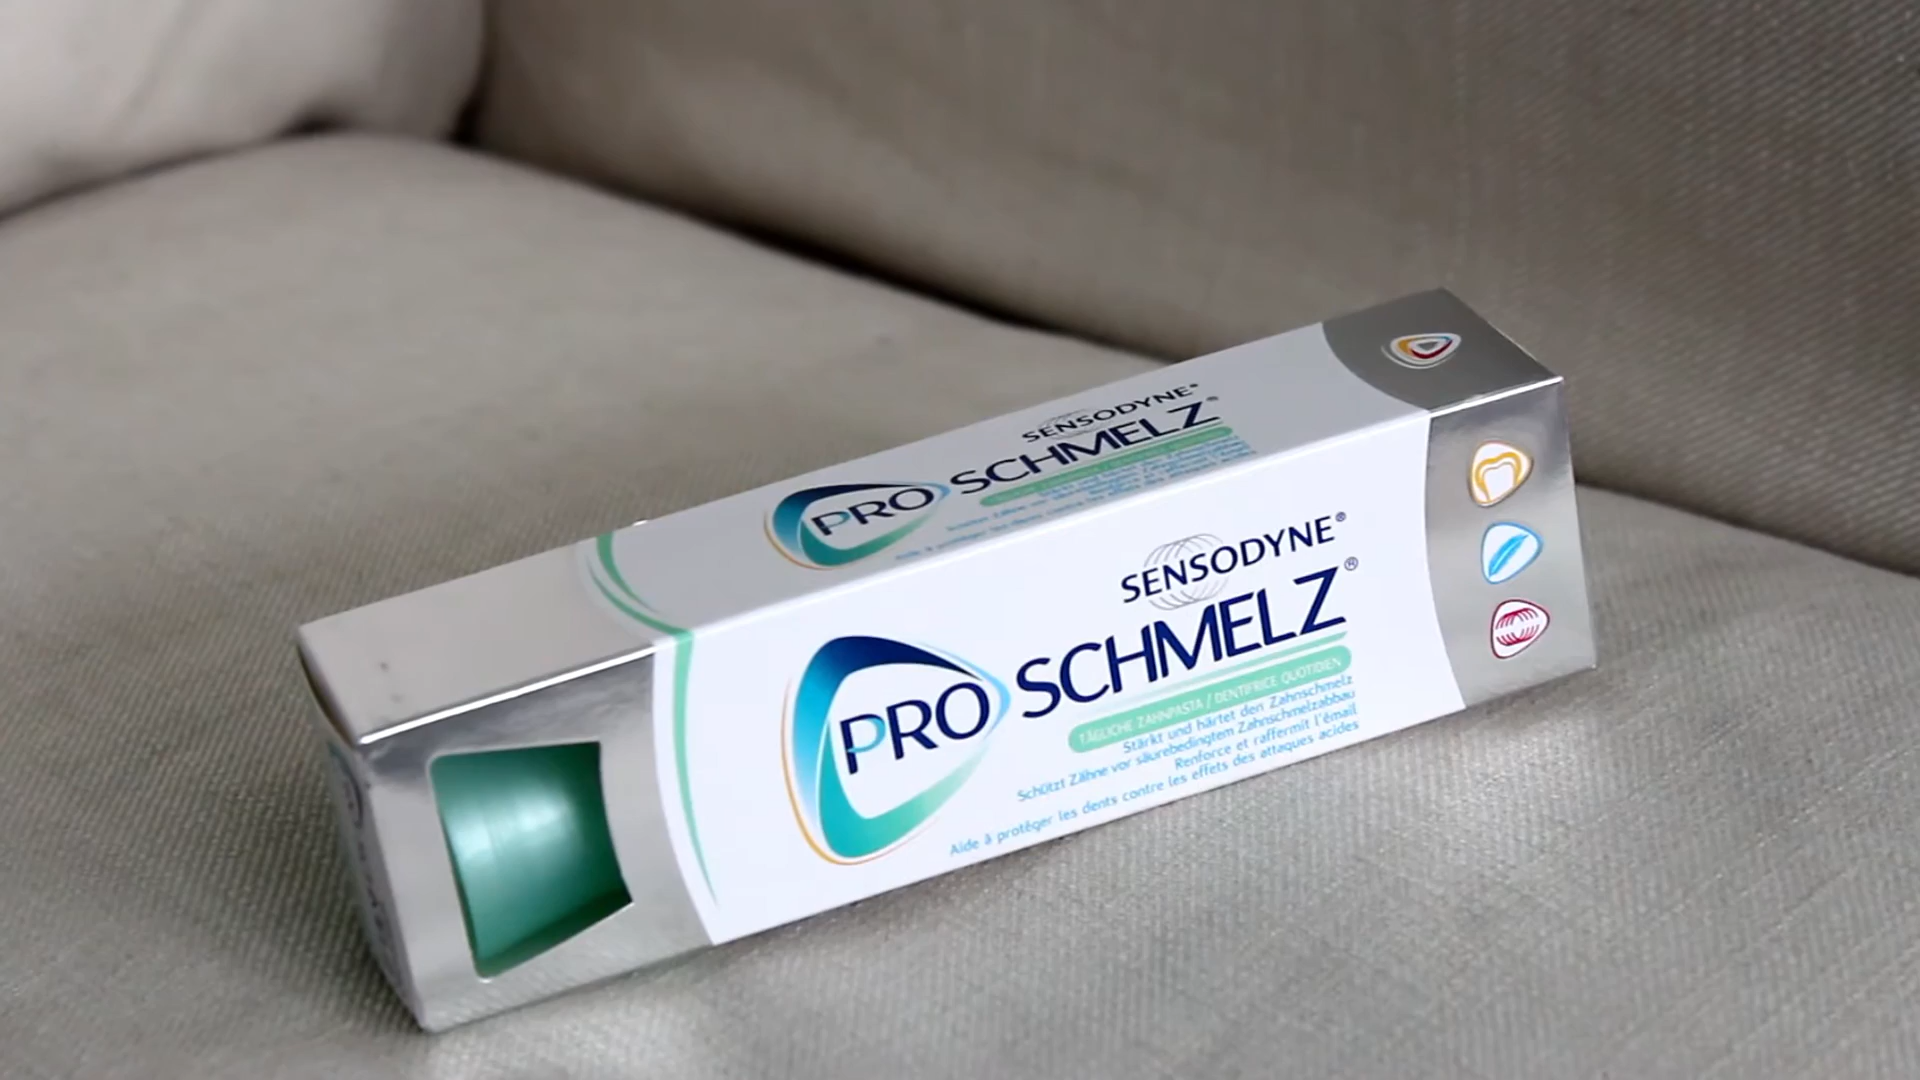 SENSODYNE®
PRO SCHMELZ®
SENSODYNE®
PRO SCHMELZ®
TÄGLICHE ZAHNPASTA / DENTIFRICE QUOTIDIEN
Stärkt und härtet den Zahnschmelz
Schützt Zähne vor säurebedingtem Zahnschmelzabbau
Renforce et raffermit l'émail
Aide à protéger les dents contre les effets des attaques acides